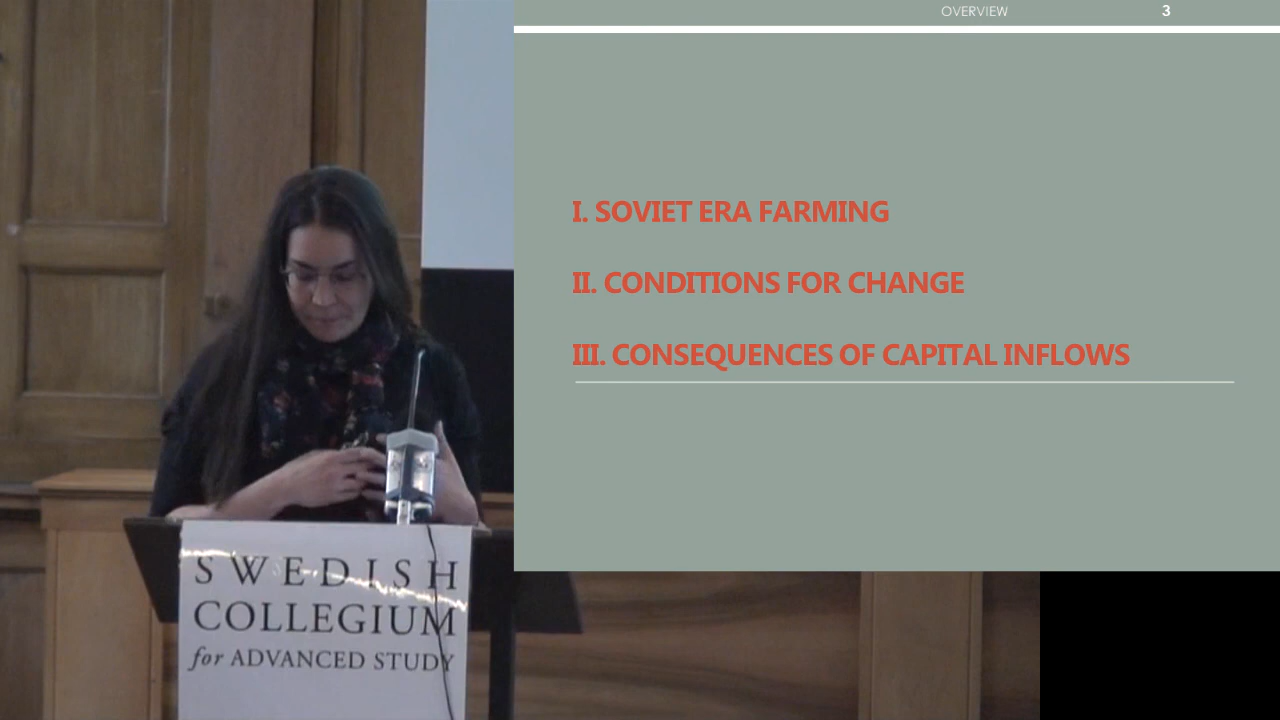 OVERVIEW 3
I. SOVIET ERA FARMING
II. CONDITIONS FOR CHANGE
III. CONSEQUENCES OF CAPITAL INFLOWS
SWEDISH
COLLEGIUM
for ADVANCED STUDY